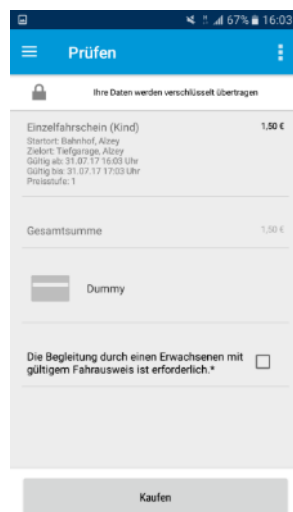 67% 16:03
Prüfen
Ihre Daten werden verschlüsselt übertragen
Einzelfahrschein (Kind) 1,50 €
Startort: Bahnhof, Alzey
Zielort: Tiefgarage, Alzey
Gültig ab: 31.07.17 16:03 Uhr
Gültig bis: 31.07.17 17:03 Uhr
Preisstufe: 1
Gesamtsumme 1,50 €
Dummy
Die Begleitung durch einen Erwachsenen mit
gültigem Fahrausweis ist erforderlich.*
Kaufen